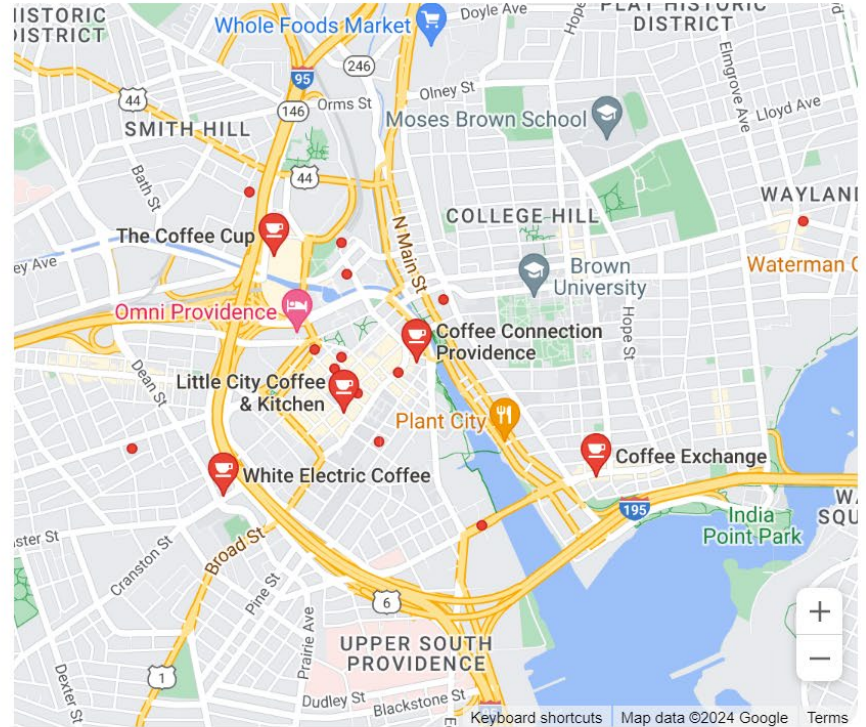 HISTORIC
DISTRICT
Whole Foods Market
Doyle Ave
Hope
HISTORIC
DISTRICT
95
246
44
146
Orms St
Olney St
Elmgrove Ave
Lloyd Ave
SMITH HILL
Moses Brown School
Bath St
44
The Coffee Cup
N Main St
COLLEGE HILL
WAYLAND
ey Ave
Brown
University
Waterman
Omni Providence
Hope St
Coffee Connection
Providence
Dean St
Little City Coffee
& Kitchen
Plant City
White Electric Coffee
Coffee Exchange
195
India
Point Park
SQU
ster St
Broad St
Cranston St
Pine St
6
Prairie Ave
UPPER SOUTH
PROVIDENCE
1
Dexter St
Dudley St
Blackstone St
+
−
Keyboard shortcuts
Map data ©2024 Google
Terms